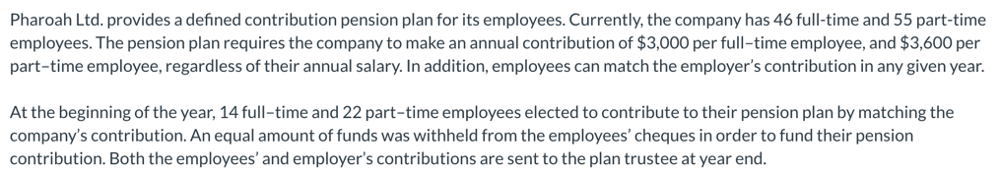 Pharoah Ltd. provides a defined contribution pension plan for its employees. Currently, the company has 46 full-time and 55 part-time
employees. The pension plan requires the company to make an annual contribution of $3,000 per full–time employee, and $3,600 per
part–time employee, regardless of their annual salary. In addition, employees can match the employer's contribution in any given year.
At the beginning of the year, 14 full–time and 22 part–time employees elected to contribute to their pension plan by matching the
company's contribution. An equal amount of funds was withheld from the employees' cheques in order to fund their pension
contribution. Both the employees' and employer's contributions are sent to the plan trustee at year end.